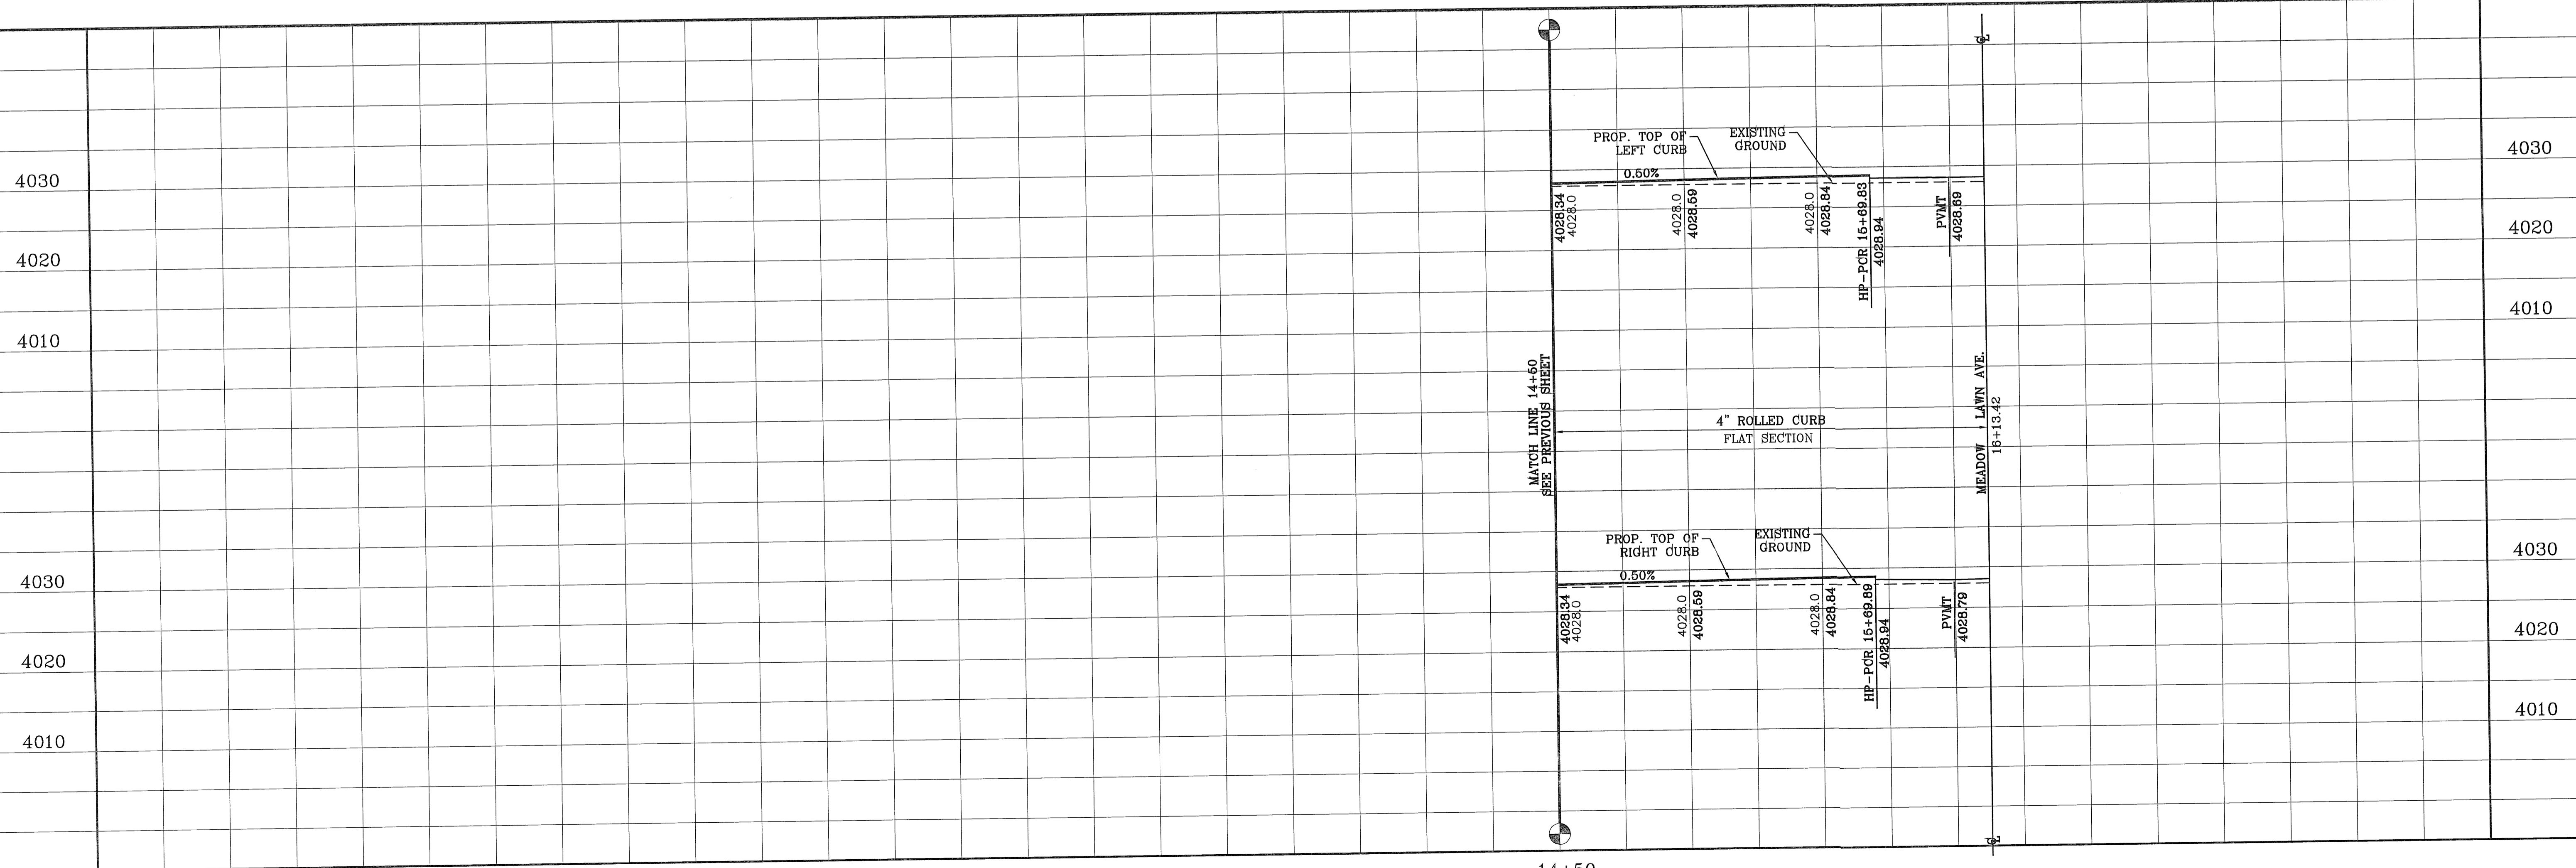 4030
4020
4010
4030
4020
4010
PROP. TOP OF
LEFT CURB
EXISTING
GROUND
0.50%
4028.34
4028.0
4028.0
4028.59
4028.0
4028.84
HP-PCR 15+69.83
4028.94
PVMT
4028.69
MATCH LINE 14+50
SEE PREVIOUS SHEET
4" ROLLED CURB
FLAT SECTION
MEADOW LAWN AVE.
16+13.42
PROP. TOP OF
RIGHT CURB
EXISTING
GROUND
0.50%
4028.34
4028.0
4028.0
4028.59
4028.0
4028.84
HP-PCR 15+69.89
4028.94
PVMT
4028.79
4030
4020
4010
4030
4020
4010
14+50